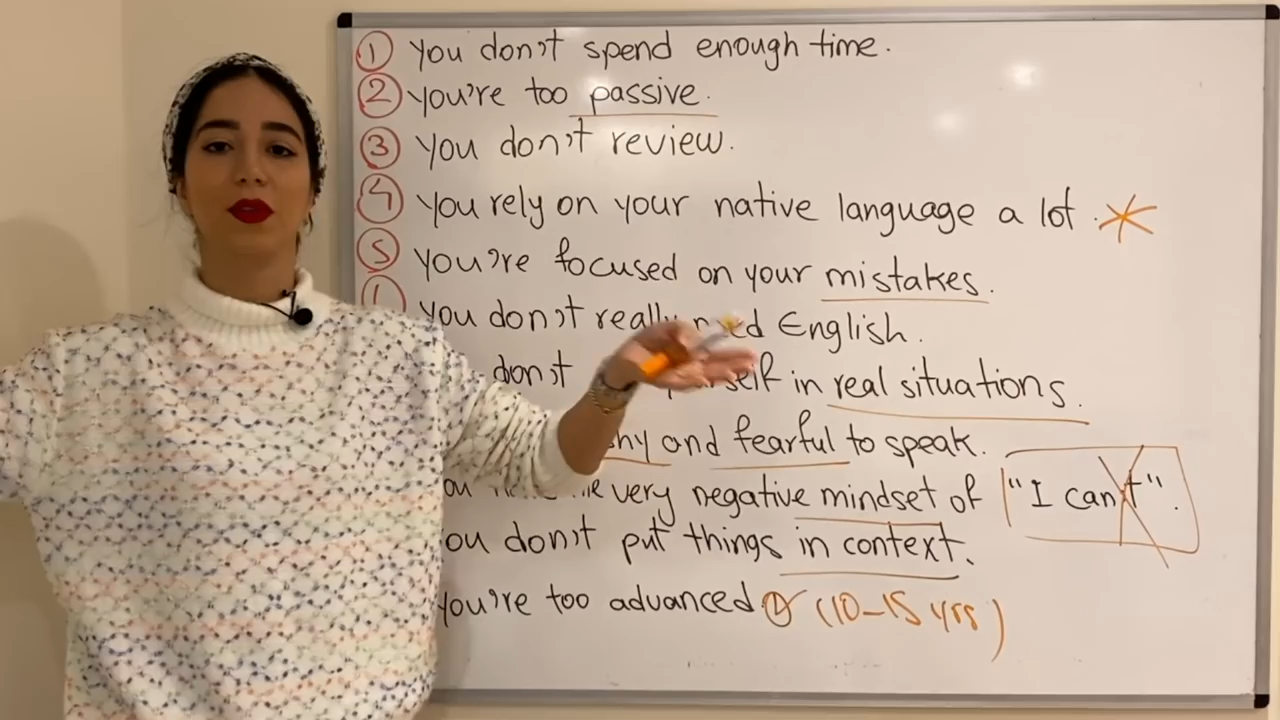 ① You don't spend enough time.
② You're too passive.
③ You don't review.
④ You rely on your native language a lot.
⑤ You're focused on your mistakes.
You don't really need English.
don't in real situations.
and fearful to speak.
very negative mindset of "I can't".
You don't put things in context.
You're too advanced. (10-15 yrs)